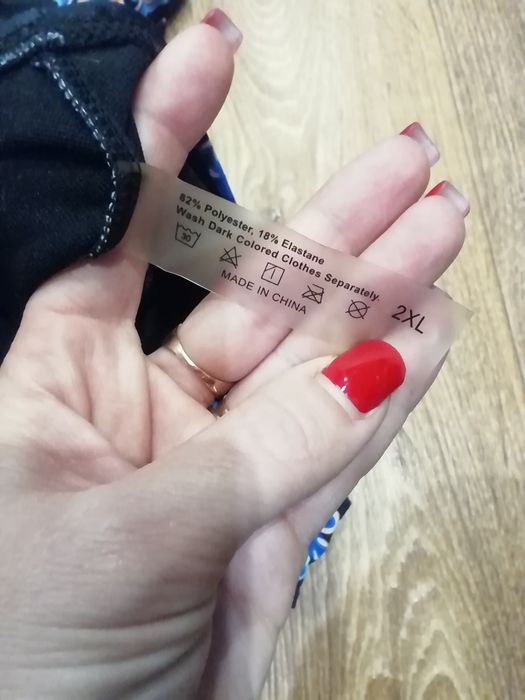 82% Polyester, 18% Elastane
Wash Dark Colored Clothes Separately.
30
MADE IN CHINA
2XL